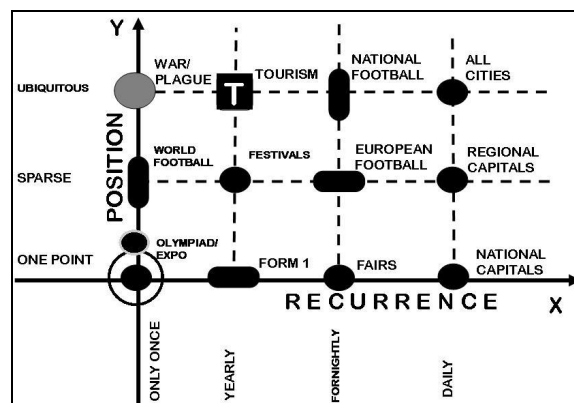 Y
WAR/
PLAGUE
TOURISM
NATIONAL
FOOTBALL
ALL
CITIES
UBIQUITOUS
T
POSITION
WORLD
FOOTBALL
FESTIVALS
EUROPEAN
FOOTBALL
REGIONAL
CAPITALS
SPARSE
OLYMPIAD/
EXPO
ONE POINT
FORM 1
FAIRS
NATIONAL
CAPITALS
RECURRENCE
X
ONLY ONCE
YEARLY
FORNIGHTLY
DAILY